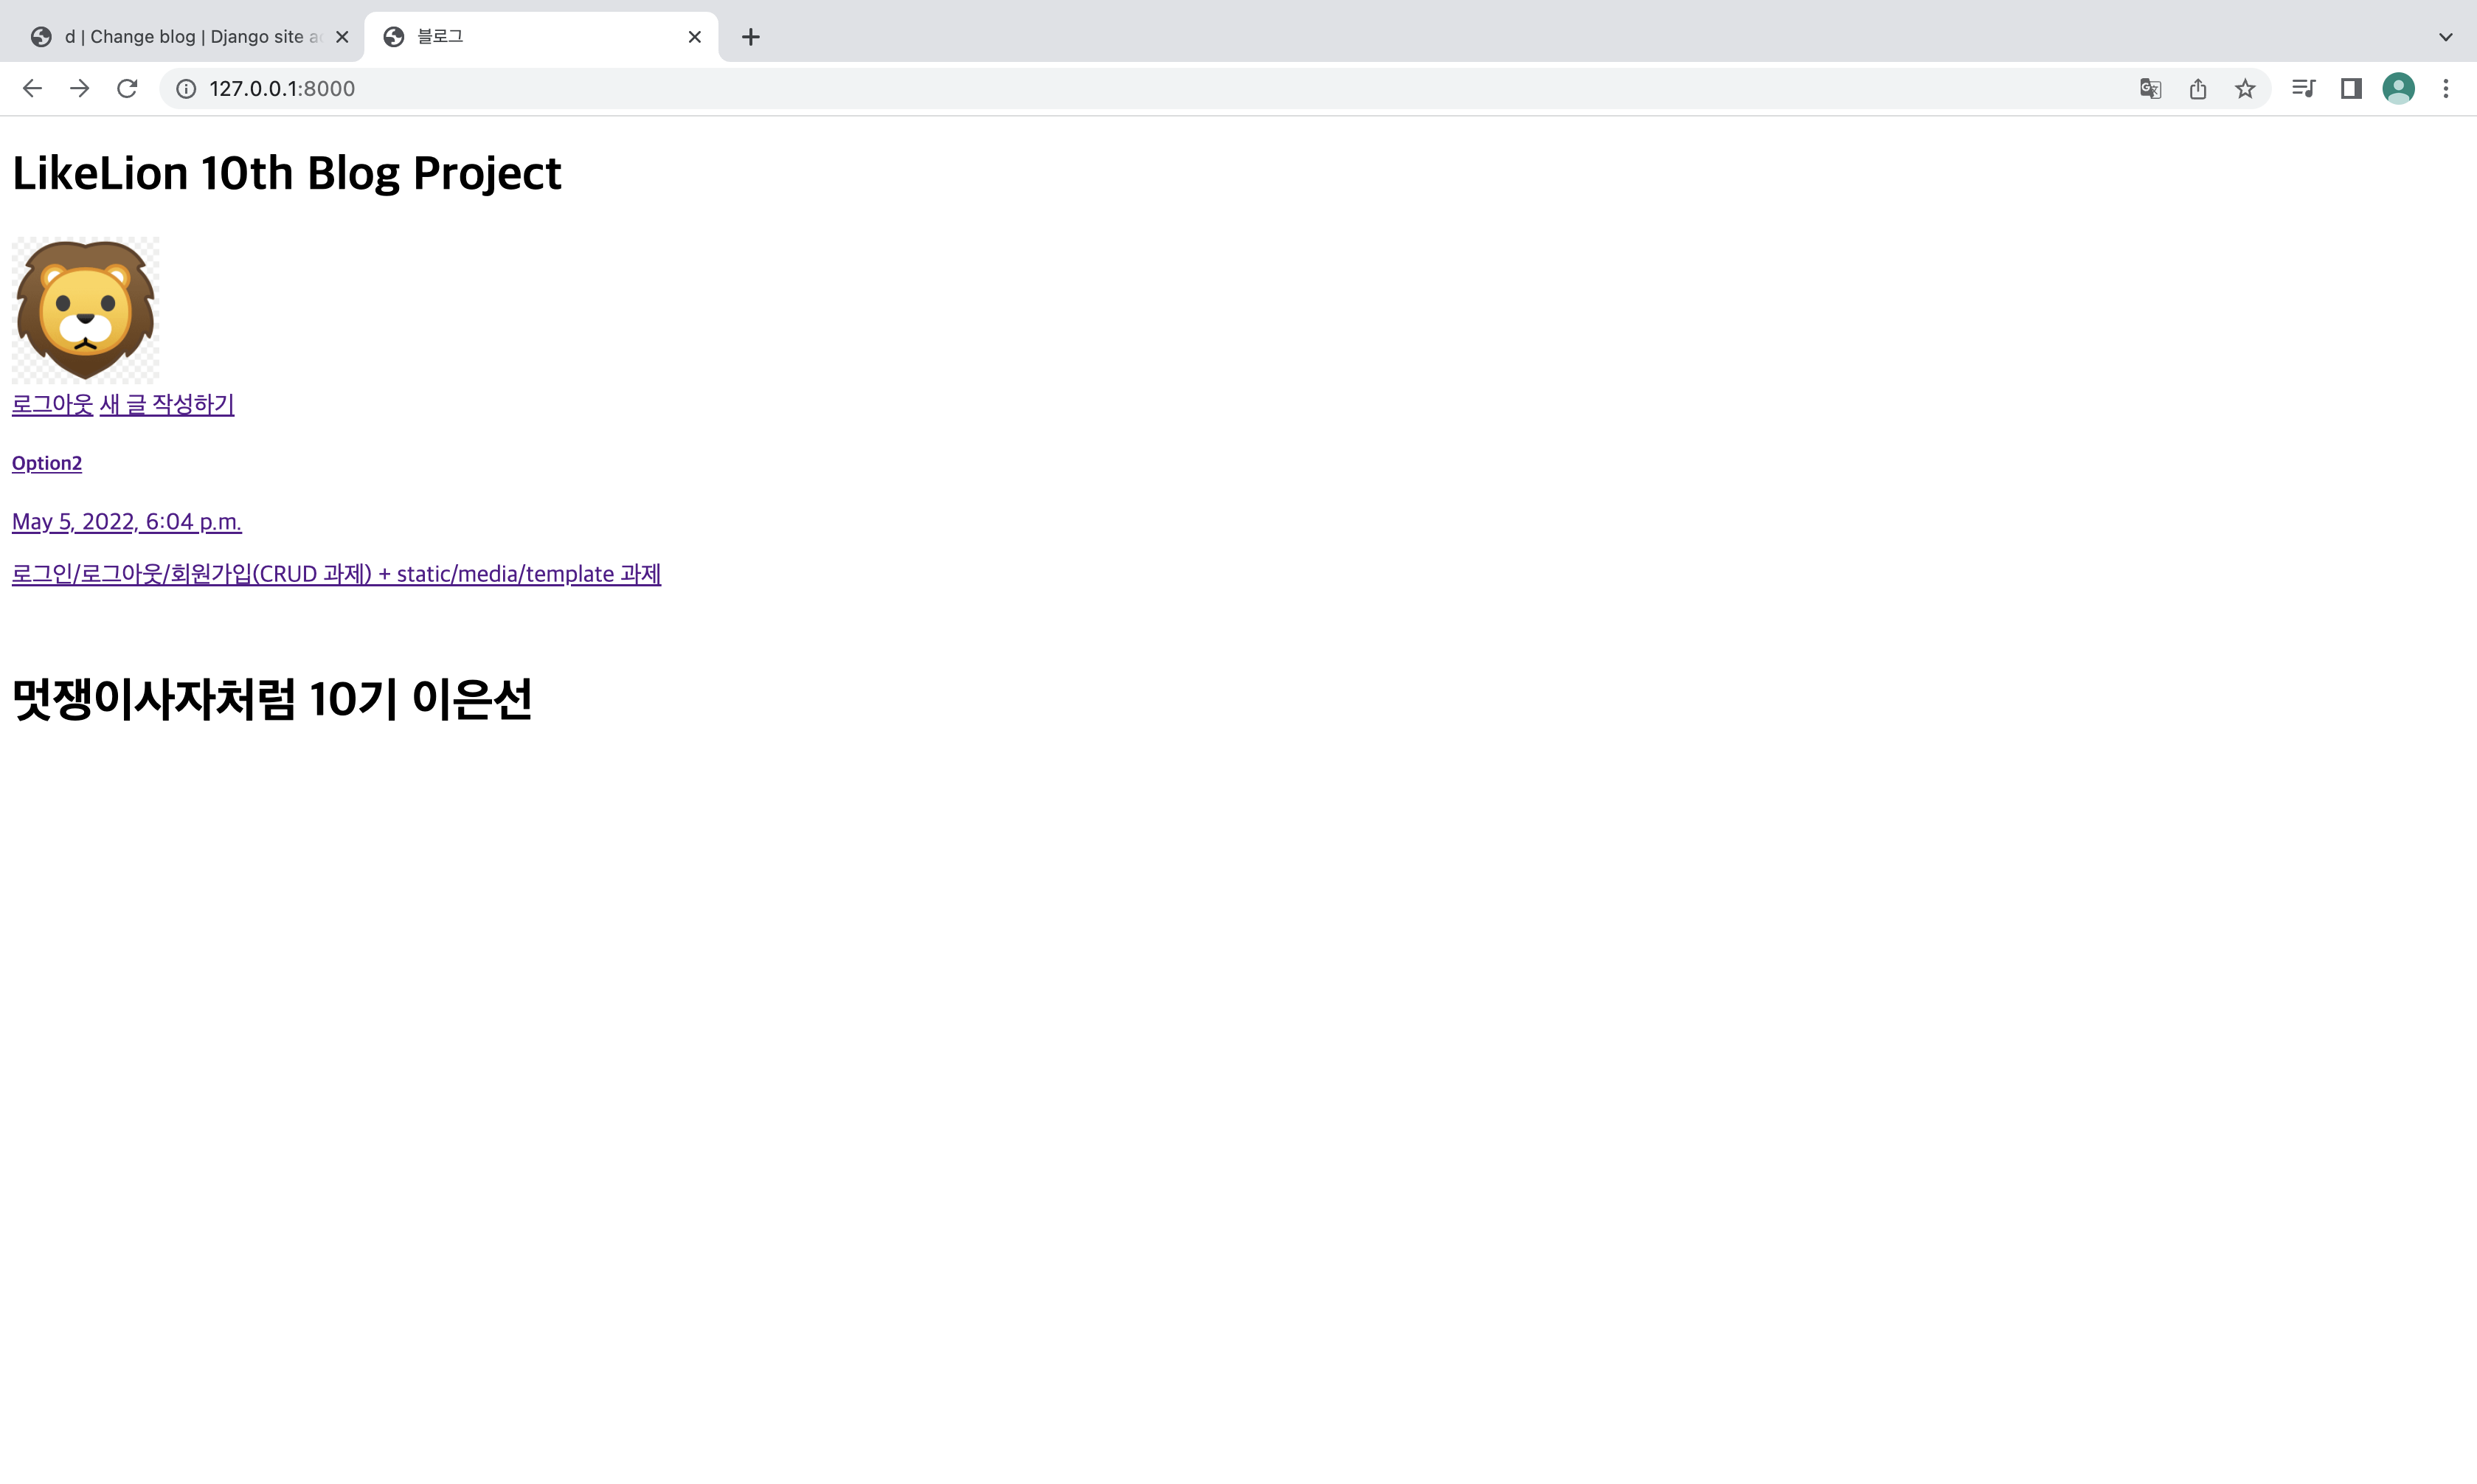 d | Change blog | Django site a
블로그
127.0.0.1:8000
LikeLion 10th Blog Project
로그아웃 새 글 작성하기
Option2
May 5, 2022, 6:04 p.m.
로그인/로그아웃/회원가입(CRUD 과제) + static/media/template 과제
멋쟁이사자처럼 10기 이은선